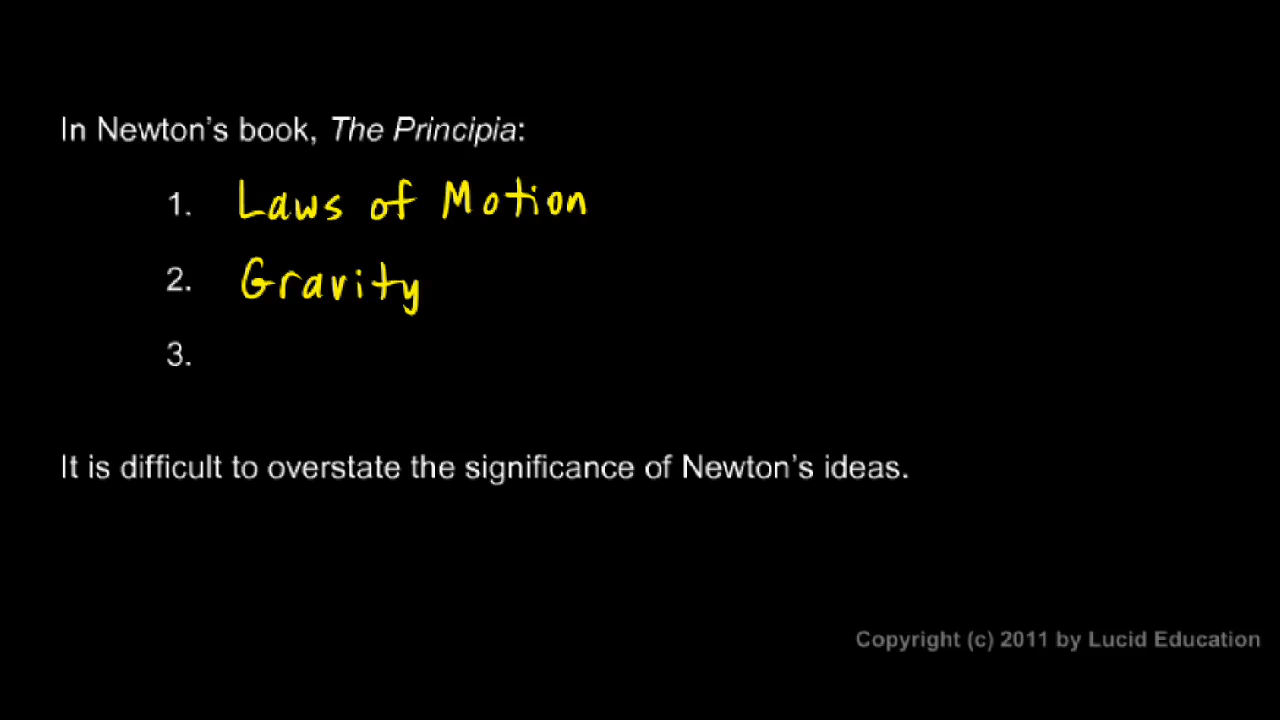 In Newton's book, The Principia:
1. Laws of Motion
2. Gravity
3.
It is difficult to overstate the significance of Newton's ideas.
Copyright (c) 2011 by Lucid Education